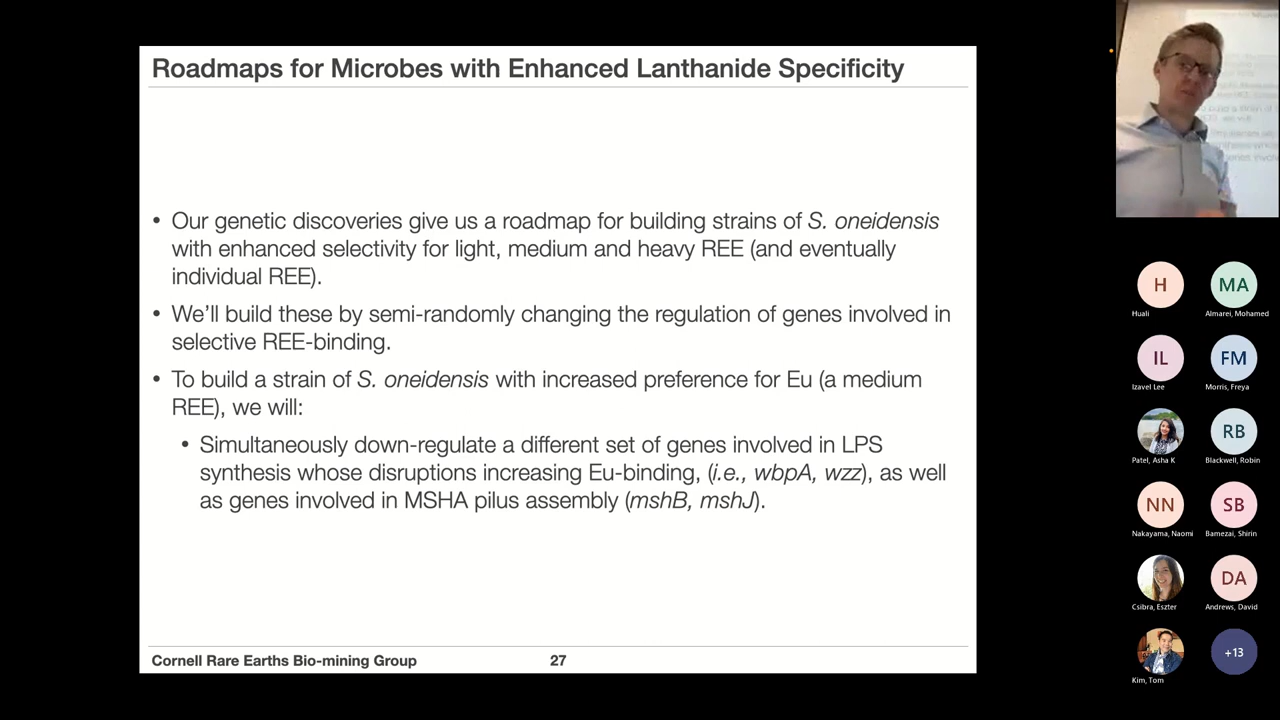 Roadmaps for Microbes with Enhanced Lanthanide Specificity
• Our genetic discoveries give us a roadmap for building strains of S. oneidensis
with enhanced selectivity for light, medium and heavy REE (and eventually
individual REE).
• We'll build these by semi-randomly changing the regulation of genes involved in
selective REE-binding.
• To build a strain of S. oneidensis with increased preference for Eu (a medium
REE), we will:
• Simultaneously down-regulate a different set of genes involved in LPS
synthesis whose disruptions increasing Eu-binding, (i.e., wbpA, wzz), as well
as genes involved in MSHA pilus assembly (mshB, mshJ).
Cornell Rare Earths Bio-mining Group 27
H MA
Huali Almarei, Mohamed
IL FM
Izavel Lee Morris, Freya
RB
Patel, Asha K Blackwell, Robin
NN SB
Nakayama, Naomi Bamezai, Shirin
DA
Csibra, Eszter Andrews, David
+13
Kim, Tom